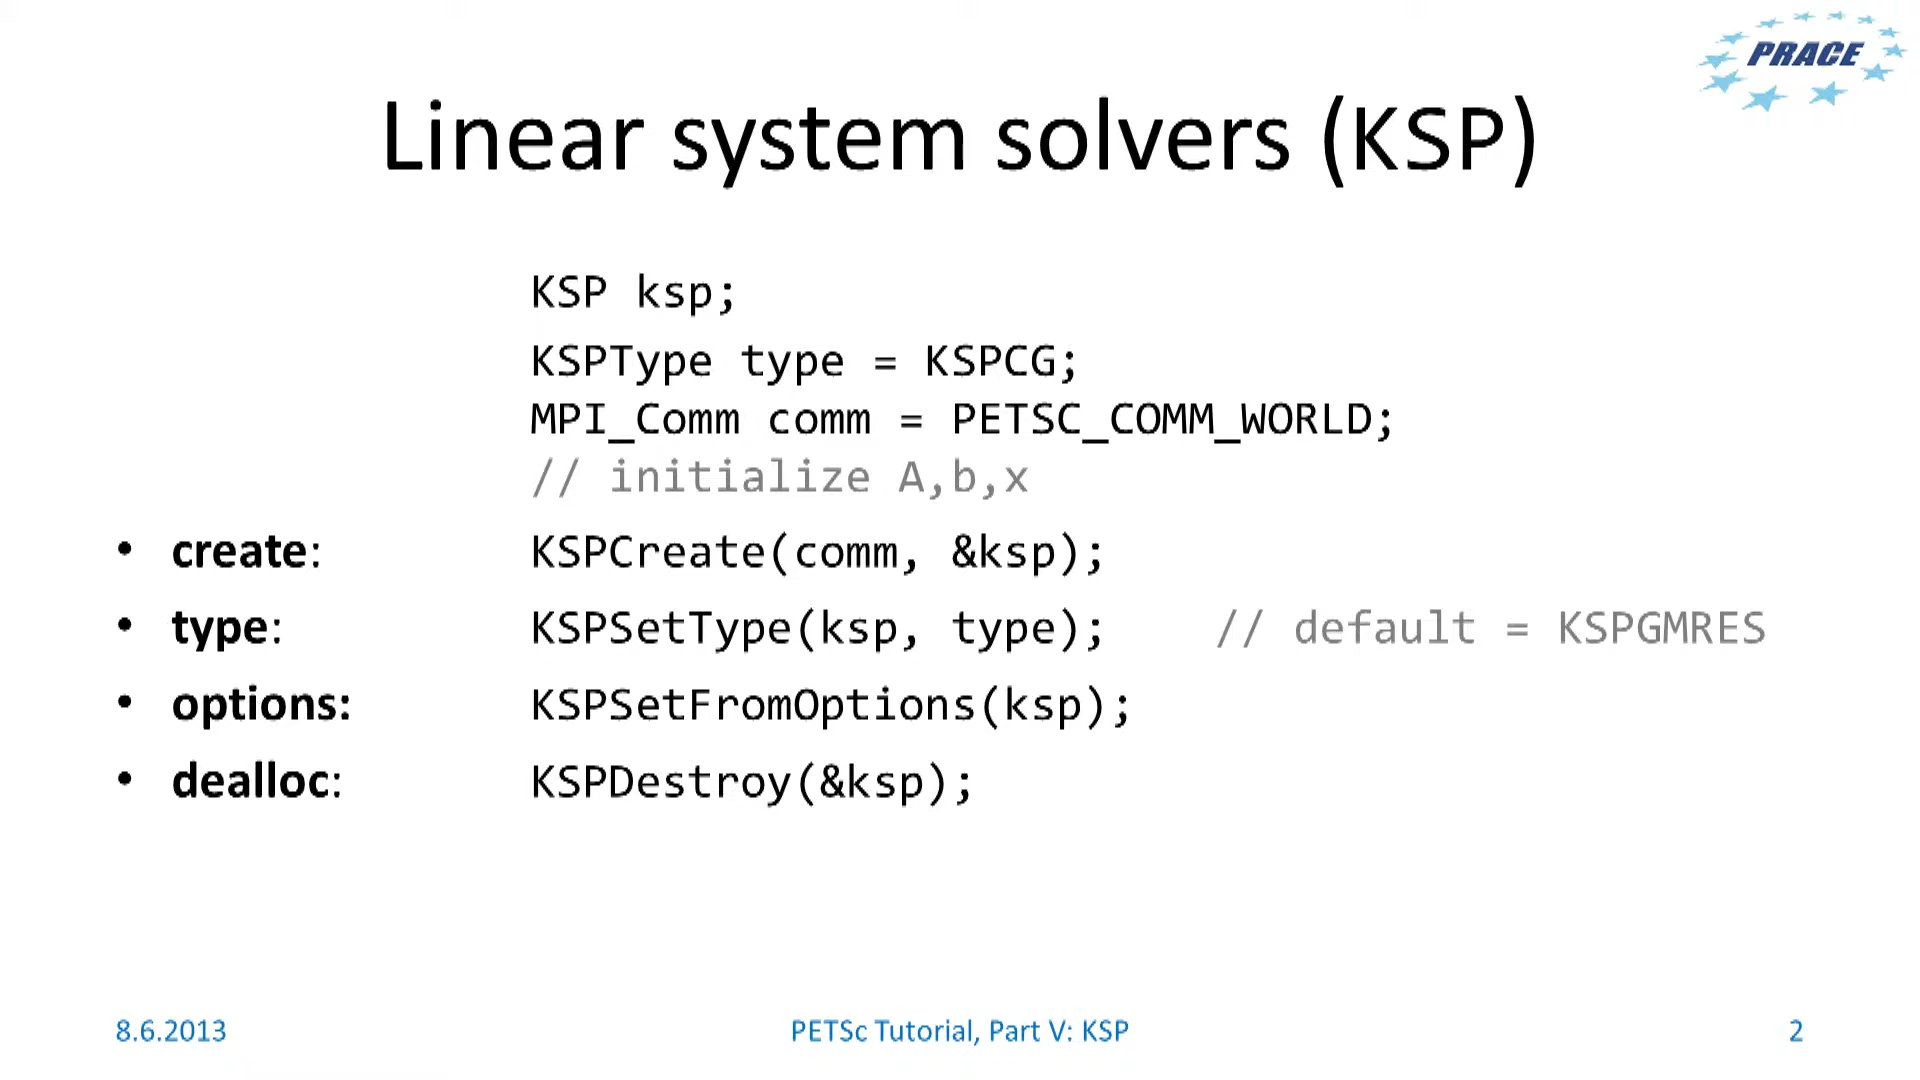 PRACE
Linear system solvers (KSP)
KSP ksp;
KSPType type = KSPCG;
MPI_Comm comm = PETSC_COMM_WORLD;
// initialize A,b,x
• create: KSPCreate(comm, &ksp);
• type: KSPSetType(ksp, type); // default = KSPGMRES
• options: KSPSetFromOptions(ksp);
• dealloc: KSPDestroy(&ksp);
8.6.2013 PETSc Tutorial, Part V: KSP 2